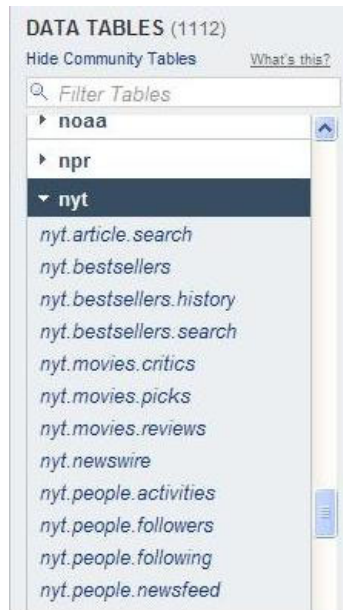 DATA TABLES (1112)
Hide Community Tables What's this?
Filter Tables
noaa
npr
nyt
nyt.article.search
nyt.bestsellers
nyt.bestsellers.history
nyt.bestsellers.search
nyt.movies.critics
nyt.movies.picks
nyt.movies.reviews
nyt.newswire
nyt.people.activities
nyt.people.followers
nyt.people.following
nyt.people.newsfeed